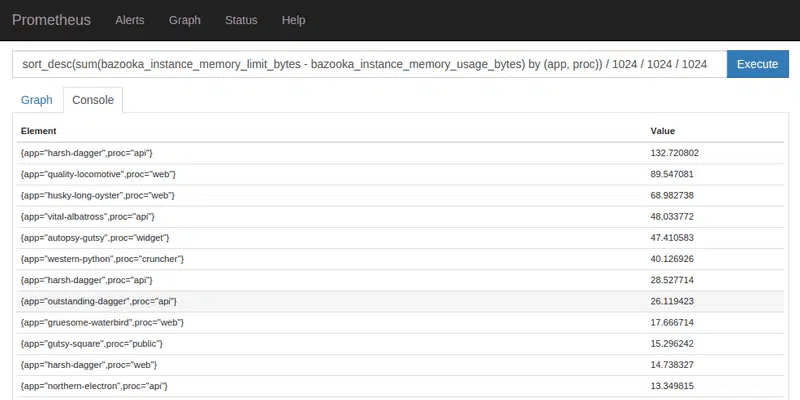 Prometheus Alerts Graph Status Help
sort_desc(sum(bazooka_instance_memory_limit_bytes - bazooka_instance_memory_usage_bytes) by (app, proc)) / 1024 / 1024 / 1024 Execute
Graph Console
Element Value
{app="harsh-dagger",proc="api"} 132.720802
{app="quality-locomotive",proc="web"} 89.547081
{app="husky-long-oyster",proc="web"} 68.982738
{app="vital-albatross",proc="api"} 48.033772
{app="autopsy-gutsy",proc="widget"} 47.410583
{app="western-python",proc="cruncher"} 40.126926
{app="harsh-dagger",proc="api"} 28.527714
{app="outstanding-dagger",proc="api"} 26.119423
{app="gruesome-waterbird",proc="web"} 17.666714
{app="gutsy-square",proc="public"} 15.296242
{app="harsh-dagger",proc="web"} 14.738327
{app="northern-electron",proc="api"} 13.349815